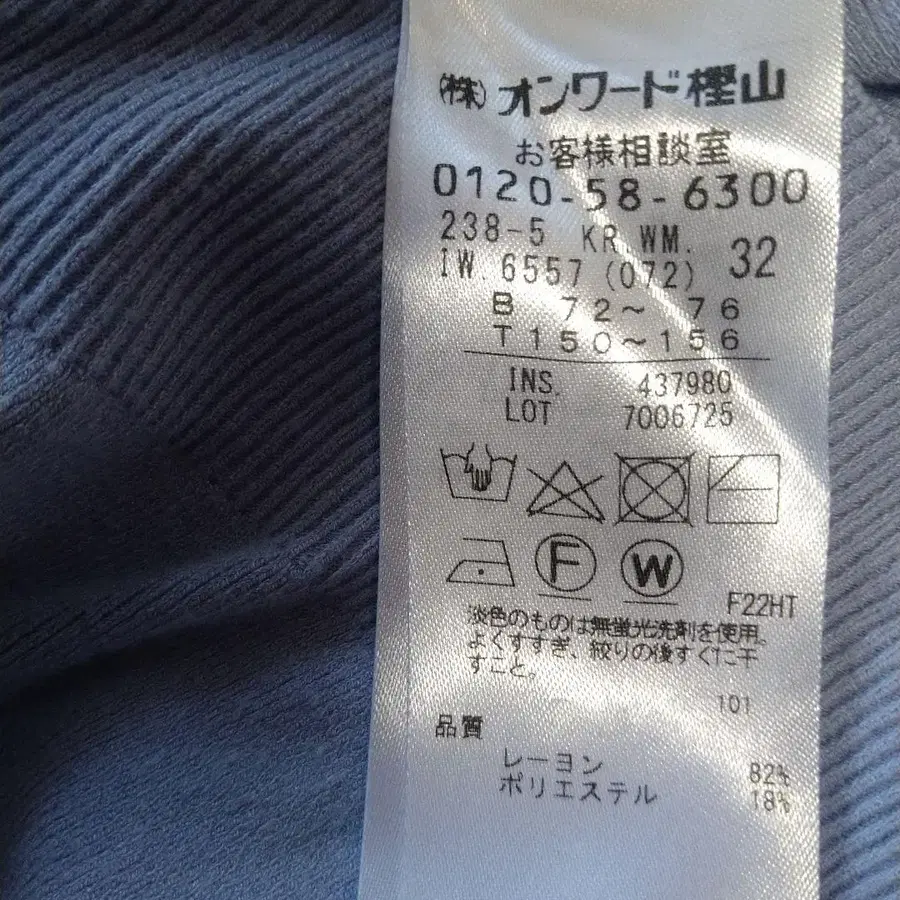 (株)オンワード樫山
お客様相談室
0120-58-6300
238-5 KR.WM. 32
IW. 6557 (072)
B 72~ 76
T150~156
INS. 437980
LOT 7006725
F W
F22HT
淡色のものは無蛍光洗剤を使用。
よくすすぎ、絞りの後すぐに干
すこと。
101
品質
レーヨン 82%
ポリエステル 18%